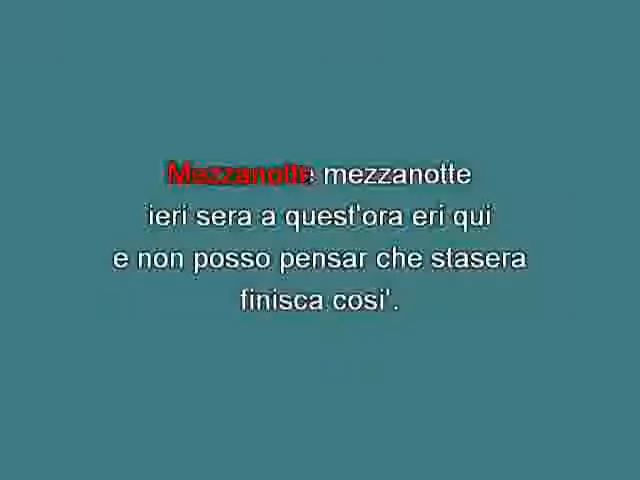 Mezzanotte mezzanotte
ieri sera a quest'ora eri qui
e non posso pensar che stasera
finisca cosi'.